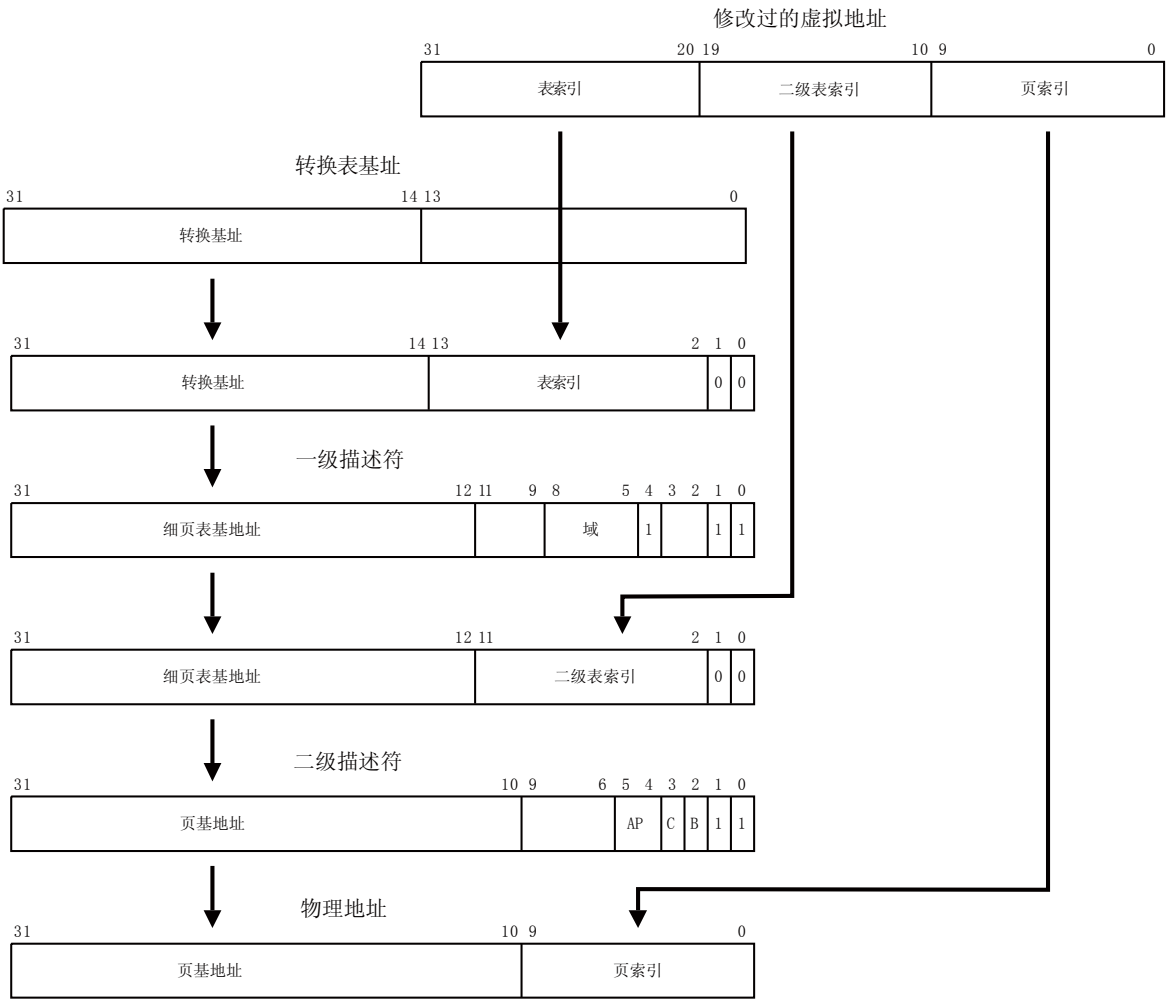 修改过的虚拟地址
31 20 19 10 9 0
表索引 二级表索引 页索引
转换表基址
31 14 13 0
转换基址
31 14 13 2 1 0
转换基址 表索引 0 0
一级描述符
31 12 11 9 8 5 4 3 2 1 0
细页表基地址 域 1 1 1
31 12 11 2 1 0
细页表基地址 二级表索引 0 0
二级描述符
31 10 9 6 5 4 3 2 1 0
页基地址 AP C B 1 1
物理地址
31 10 9 0
页基地址 页索引